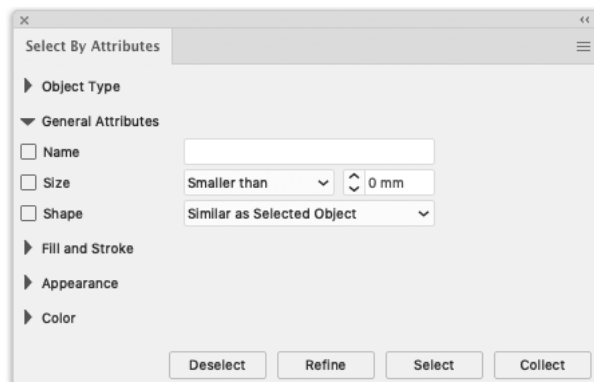 Select By Attributes
Object Type
General Attributes
Name
Size Smaller than 0 mm
Shape Similar as Selected Object
Fill and Stroke
Appearance
Color
Deselect Refine Select Collect